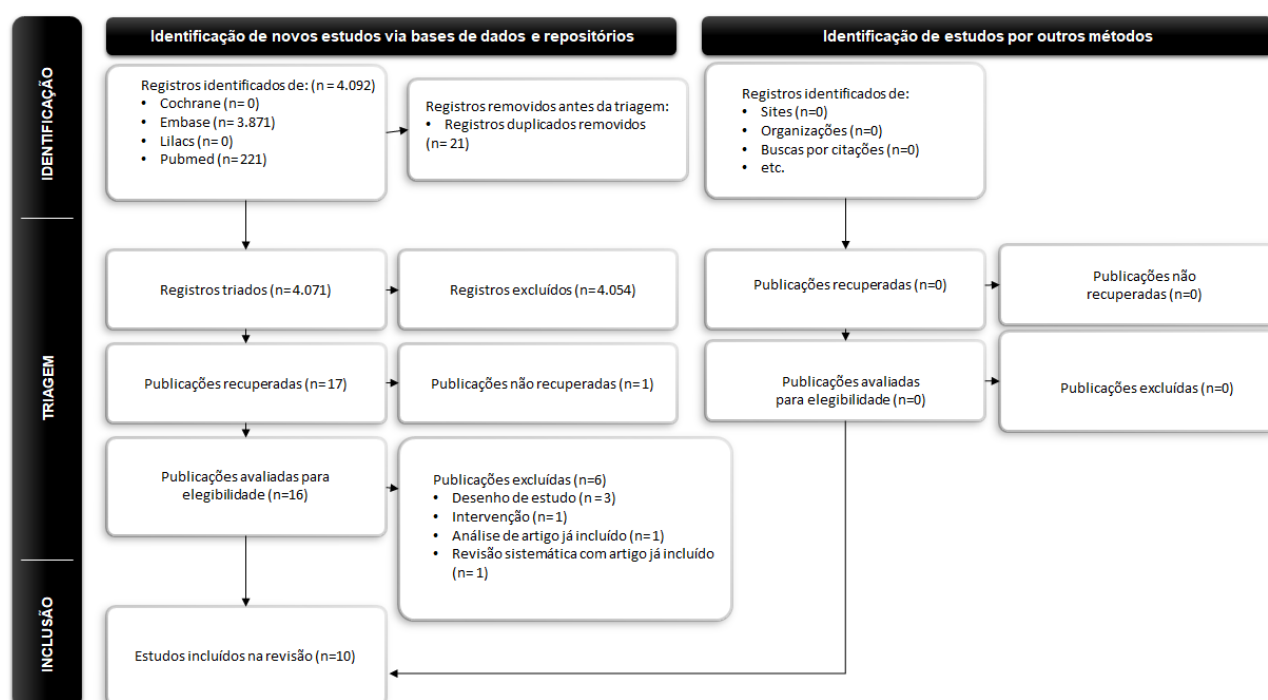 Identificação de novos estudos via bases de dados e repositórios
Identificação de estudos por outros métodos
IDENTIFICAÇÃO
Registros identificados de: (n = 4.092)
• Cochrane (n= 0)
• Embase (n= 3.871)
• Lilacs (n= 0)
• Pubmed (n= 221)
Registros removidos antes da triagem:
• Registros duplicados removidos
(n= 21)
Registros identificados de:
• Sites (n=0)
• Organizações (n=0)
• Buscas por citações (n=0)
• etc.
TRIAGEM
Registros triados (n=4.071)
Registros excluídos (n=4.054)
Publicações recuperadas (n=0)
Publicações não
recuperadas (n=0)
Publicações recuperadas (n=17)
Publicações não recuperadas (n=1)
Publicações avaliadas
para elegibilidade (n=0)
Publicações excluídas (n=0)
Publicações avaliadas para
elegibilidade (n=16)
Publicações excluídas (n=6)
• Desenho de estudo (n=3)
• Intervenção (n=1)
• Análise de artigo já incluído (n=1)
• Revisão sistemática com artigo já incluído
(n=1)
INCLUSÃO
Estudos incluídos na revisão (n=10)